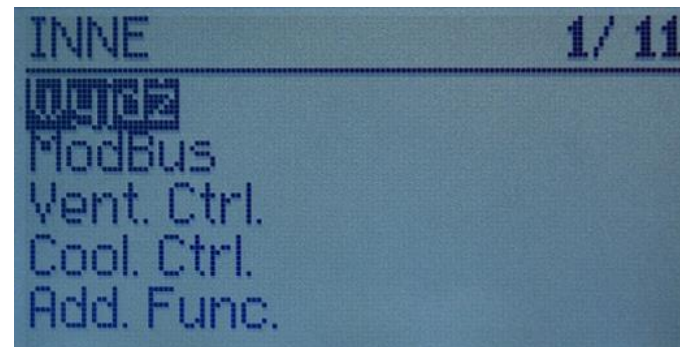 INNE 1/ 11
ModBus
Vent. Ctrl.
Cool. Ctrl.
Add. Func.